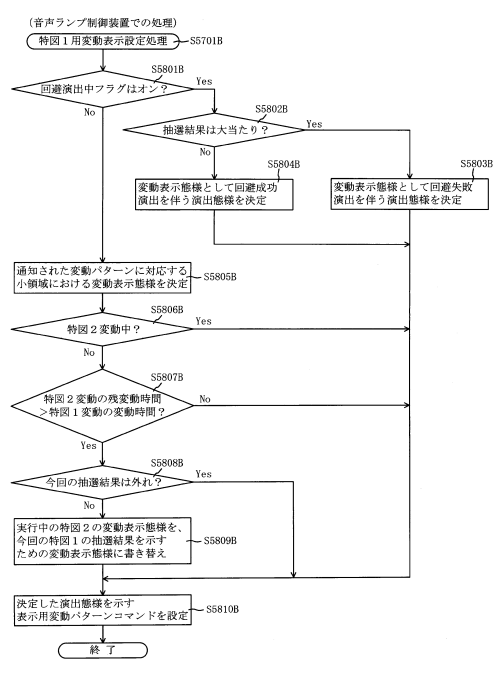 (音声ランプ制御装置での処理)
特図1用変動表示設定処理
S5701B
S5801B
回避演出中フラグはオン?
Yes
No
S5802B
抽選結果は大当たり?
Yes
No
S5804B
変動表示態様として回避成功
演出を伴う演出態様を決定
S5803B
変動表示態様として回避失敗
演出を伴う演出態様を決定
通知された変動パターンに対応する
小領域における変動表示態様を決定
S5805B
S5806B
特図2変動中?
Yes
No
S5807B
特図2変動の残変動時間
>特図1変動の変動時間?
No
Yes
S5808B
今回の抽選結果は外れ?
Yes
No
実行中の特図2の変動表示態様を、
今回の特図1の抽選結果を示す
ための変動表示態様に書き替え
S5809B
決定した演出態様を示す
表示用変動パターンコマンドを設定
S5810B
終了